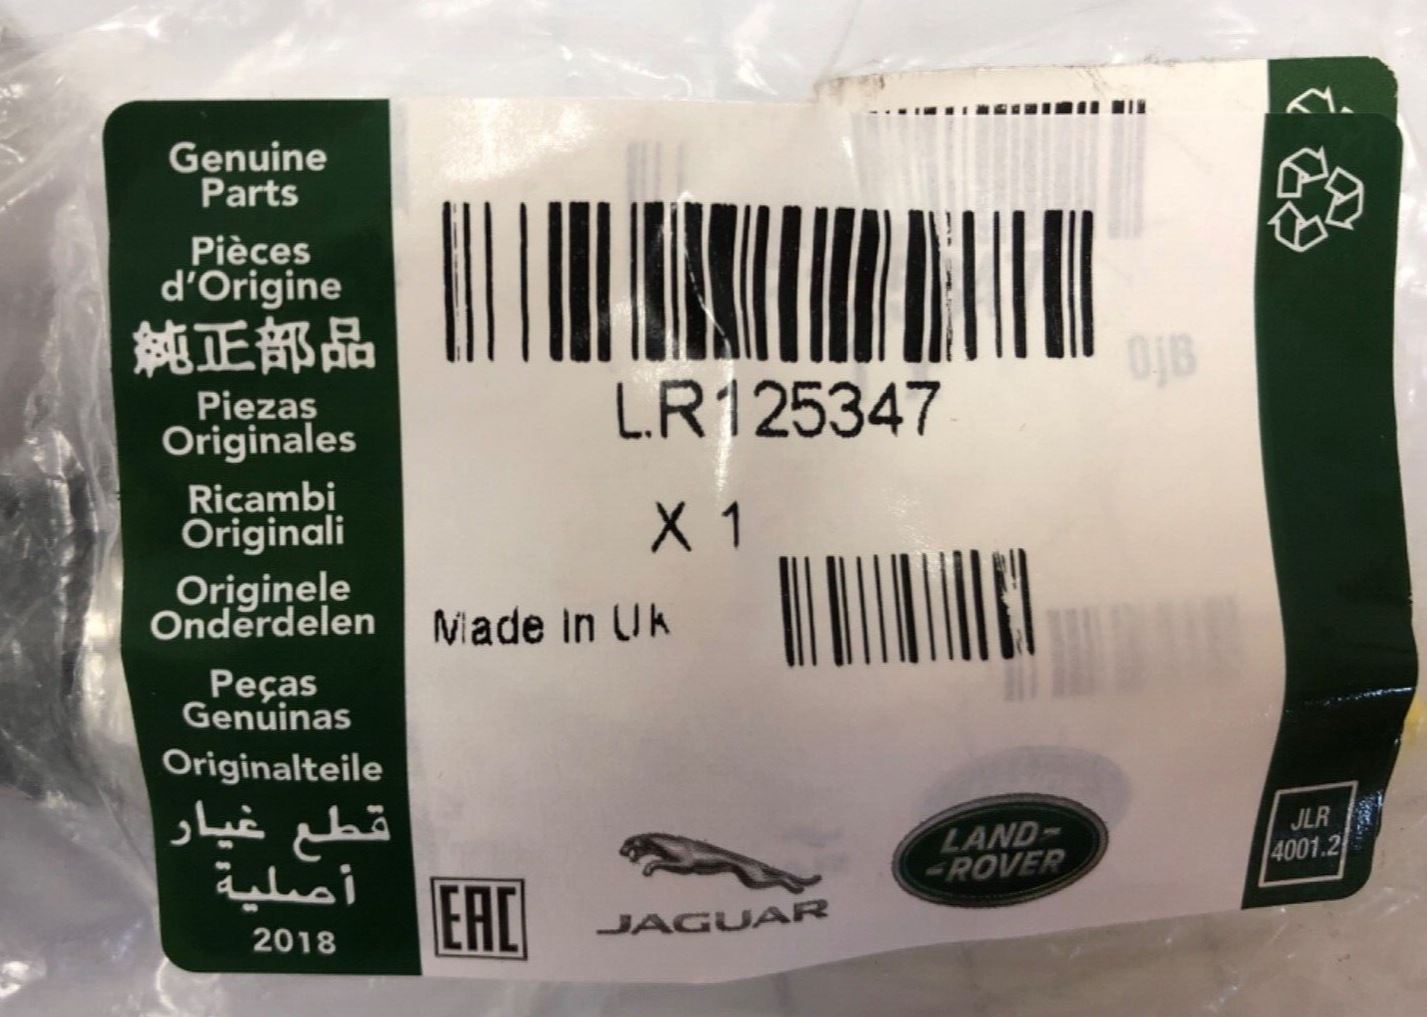 Genuine
Parts
Pièces
d'Origine
純正部品
Piezas
Originales
Ricambi
Originali
Originele
Onderdelen
Peças
Genuinas
Originalteile
قطع غيار
أصلية
2018
LR125347
X 1
Made In Uk
EAC
JAGUAR
LAND-
-ROVER
JLR
4001.2